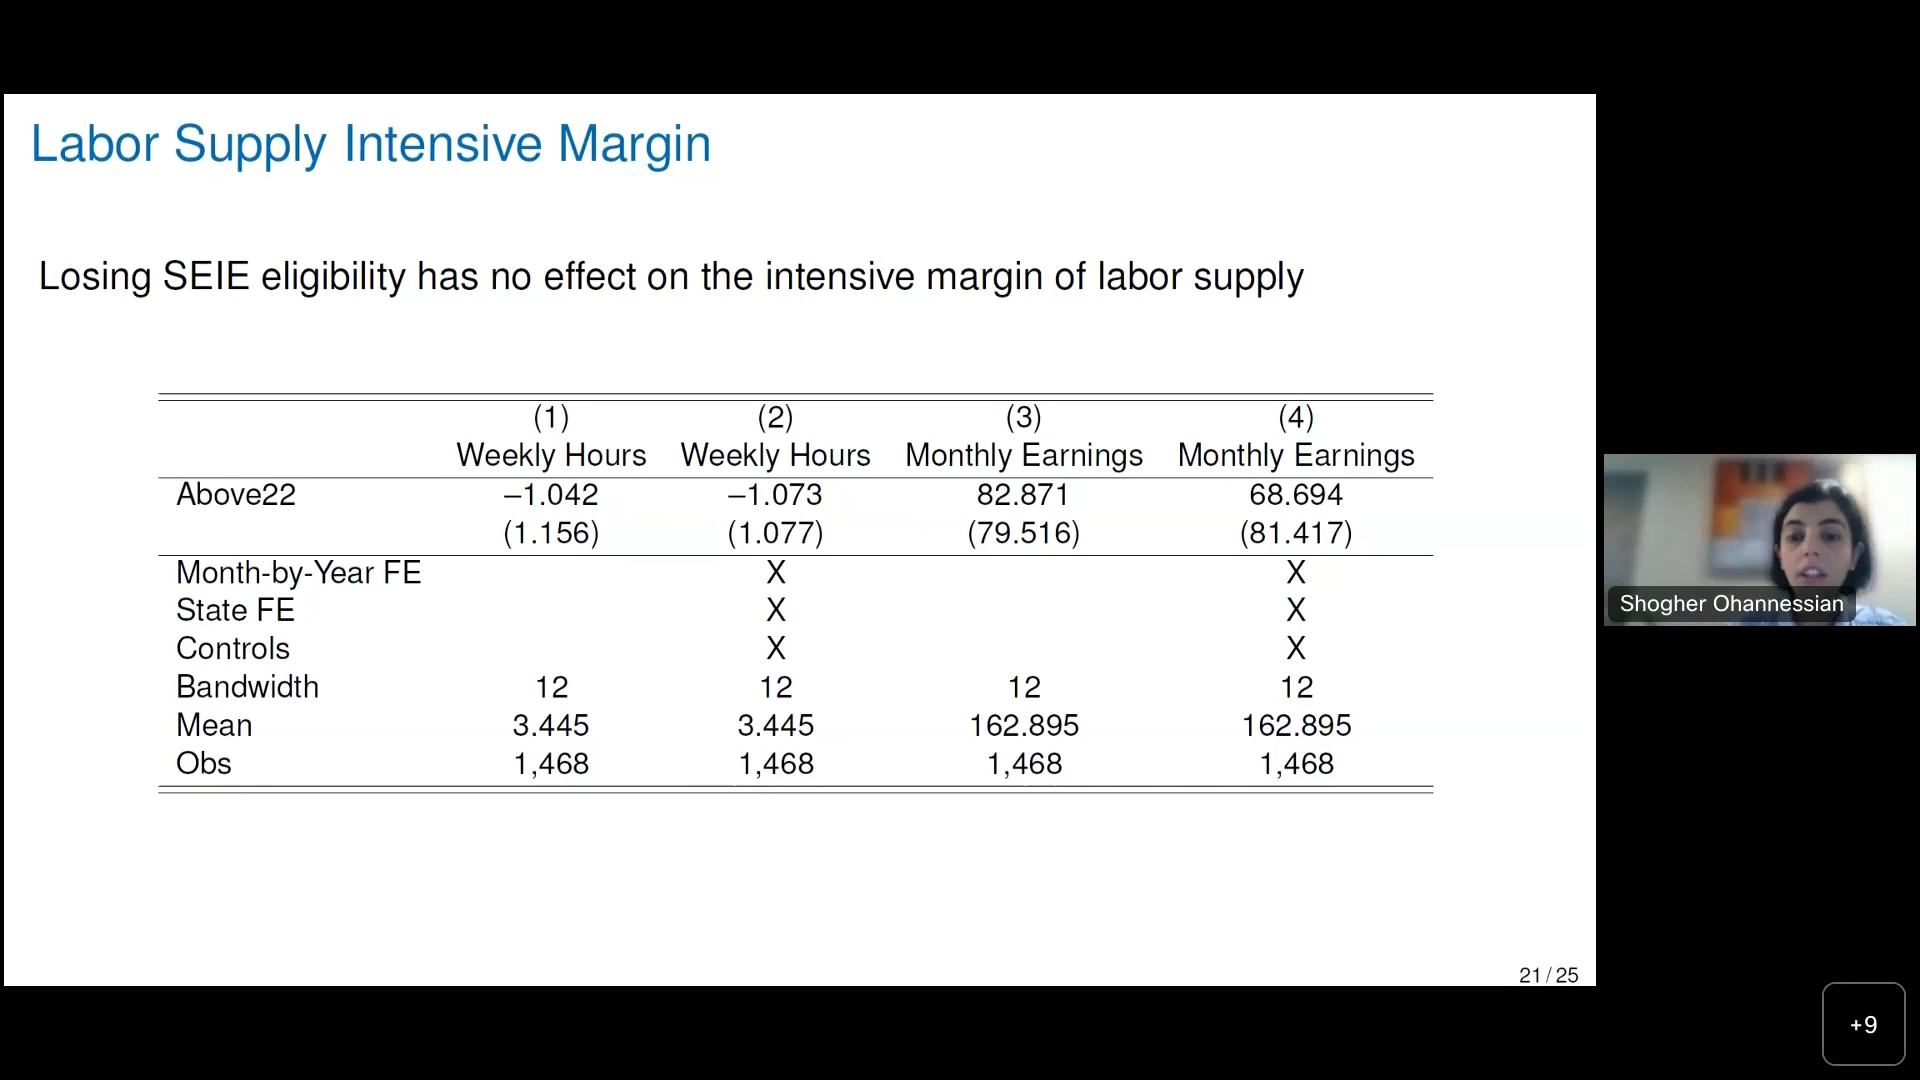 Labor Supply Intensive Margin
Losing SEIE eligibility has no effect on the intensive margin of labor supply
(1) (2) (3) (4)
Weekly Hours Weekly Hours Monthly Earnings Monthly Earnings
Above22 –1.042 –1.073 82.871 68.694
(1.156) (1.077) (79.516) (81.417)
Month-by-Year FE X X
State FE X X
Controls X X
Bandwidth 12 12 12 12
Mean 3.445 3.445 162.895 162.895
Obs 1,468 1,468 1,468 1,468
21 / 25
Shogher Ohannessian
+9